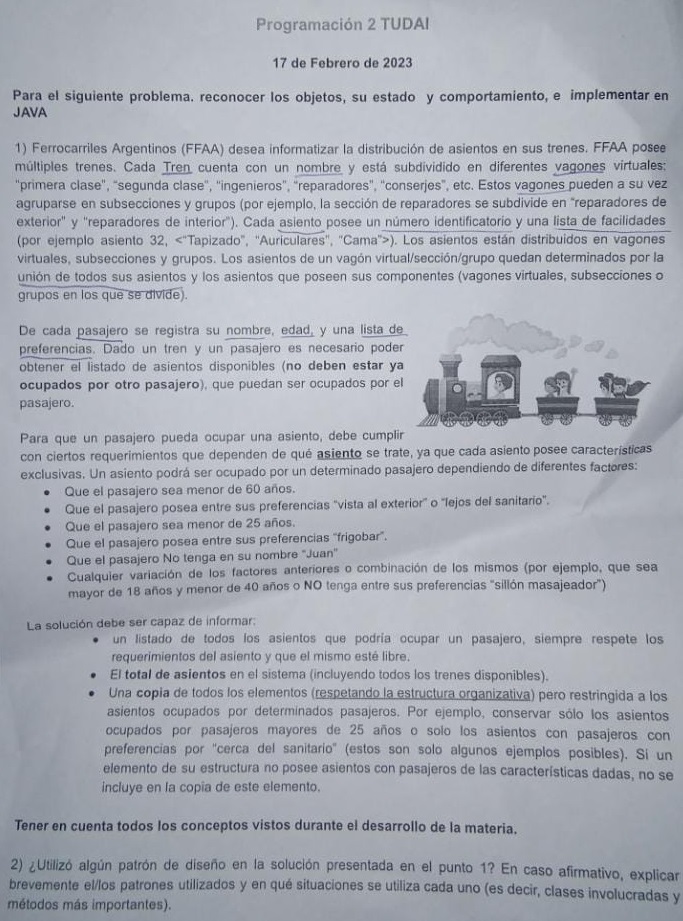 Programación 2 TUDAI
17 de Febrero de 2023
Para el siguiente problema. reconocer los objetos, su estado y comportamiento, e implementar en
JAVA
1) Ferrocarriles Argentinos (FFAA) desea informatizar la distribución de asientos en sus trenes. FFAA posee
múltiples trenes. Cada Tren cuenta con un nombre y está subdividido en diferentes vagones virtuales:
"primera clase", "segunda clase", "ingenieros", "reparadores", "conserjes", etc. Estos vagones pueden a su vez
agruparse en subsecciones y grupos (por ejemplo, la sección de reparadores se subdivide en "reparadores de
exterior" y "reparadores de interior"). Cada asiento posee un número identificatorio y una lista de facilidades
(por ejemplo asiento 32, <"Tapizado", "Auriculares", "Cama">). Los asientos están distribuidos en vagones
virtuales, subsecciones y grupos. Los asientos de un vagón virtual/sección/grupo quedan determinados por la
unión de todos sus asientos y los asientos que poseen sus componentes (vagones virtuales, subsecciones o
grupos en los que se divide).
De cada pasajero se registra su nombre, edad, y una lista de
preferencias. Dado un tren y un pasajero es necesario poder
obtener el listado de asientos disponibles (no deben estar ya
ocupados por otro pasajero), que puedan ser ocupados por el
pasajero.
Para que un pasajero pueda ocupar una asiento, debe cumplir
con ciertos requerimientos que dependen de qué asiento se trate, ya que cada asiento posee características
exclusivas. Un asiento podrá ser ocupado por un determinado pasajero dependiendo de diferentes factores:
• Que el pasajero sea menor de 60 años.
• Que el pasajero posea entre sus preferencias "vista al exterior" o "lejos del sanitario".
• Que el pasajero sea menor de 25 años.
• Que el pasajero posea entre sus preferencias "frigobar".
• Que el pasajero No tenga en su nombre "Juan"
• Cualquier variación de los factores anteriores o combinación de los mismos (por ejemplo, que sea
mayor de 18 años y menor de 40 años o NO tenga entre sus preferencias "sillón masajeador")
La solución debe ser capaz de informar:
• un listado de todos los asientos que podría ocupar un pasajero, siempre respete los
requerimientos del asiento y que el mismo esté libre.
• El total de asientos en el sistema (incluyendo todos los trenes disponibles).
• Una copia de todos los elementos (respetando la estructura organizativa) pero restringida a los
asientos ocupados por determinados pasajeros. Por ejemplo, conservar sólo los asientos
ocupados por pasajeros mayores de 25 años o solo los asientos con pasajeros con
preferencias por "cerca del sanitario" (estos son solo algunos ejemplos posibles). Si un
elemento de su estructura no posee asientos con pasajeros de las características dadas, no se
incluye en la copia de este elemento.
Tener en cuenta todos los conceptos vistos durante el desarrollo de la materia.
2) ¿Utilizó algún patrón de diseño en la solución presentada en el punto 1? En caso afirmativo, explicar
brevemente el/los patrones utilizados y en qué situaciones se utiliza cada uno (es decir, clases involucradas y
métodos más importantes).